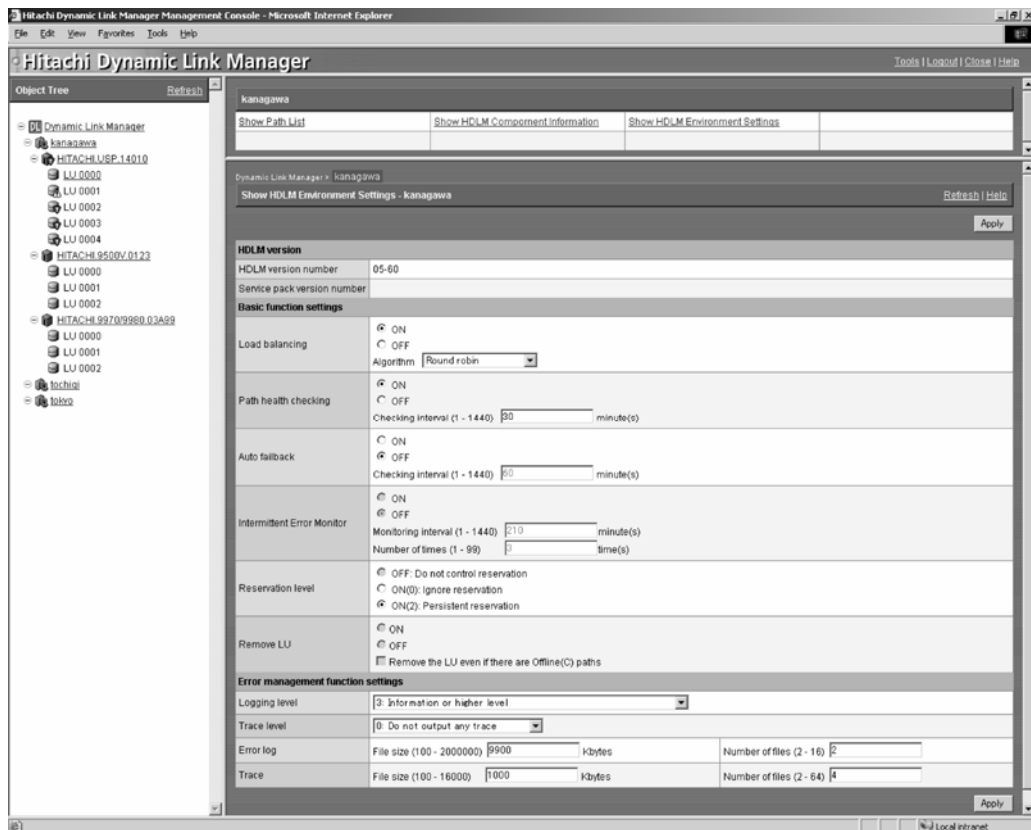 Hitachi Dynamic Link Manager Management Console - Microsoft Internet Explorer
File Edit View Favorites Tools Help
Hitachi Dynamic Link Manager
Tools | Logout | Close | Help
Object Tree Refresh
Dynamic Link Manager
kanagawa
HITACHI.USP.14010
LU 0000
LU 0001
LU 0002
LU 0003
LU 0004
HITACHI.9500V.0123
LU 0000
LU 0001
LU 0002
HITACHI.9970/9980.03A99
LU 0000
LU 0001
LU 0002
tochigi
tokyo
kanagawa
Show Path List Show HDLM Compornent Information Show HDLM Environment Settings
Dynamic Link Manager > kanagawa
Show HDLM Environment Settings - kanagawa Refresh | Help
Apply
HDLM version
HDLM version number 05-60
Service pack version number
Basic function settings
Load balancing
ON
OFF
Algorithm Round robin
Path health checking
ON
OFF
Checking interval (1 - 1440) 30 minute(s)
Auto failback
ON
OFF
Checking interval (1 - 1440) 60 minute(s)
Intermittent Error Monitor
ON
OFF
Monitoring interval (1 - 1440) 210 minute(s)
Number of times (1 - 99) time(s)
Reservation level
OFF: Do not control reservation
ON(0): Ignore reservation
ON(2): Persistent reservation
Remove LU
ON
OFF
Remove the LU even if there are Offline(C) paths
Error management function settings
Logging level 3: Information or higher level
Trace level 0: Do not output any trace
Error log File size (100 - 2000000) 9900 Kbytes Number of files (2 - 16) 2
Trace File size (100 - 16000) 1000 Kbytes Number of files (2 - 64) 4
Apply
Local intranet